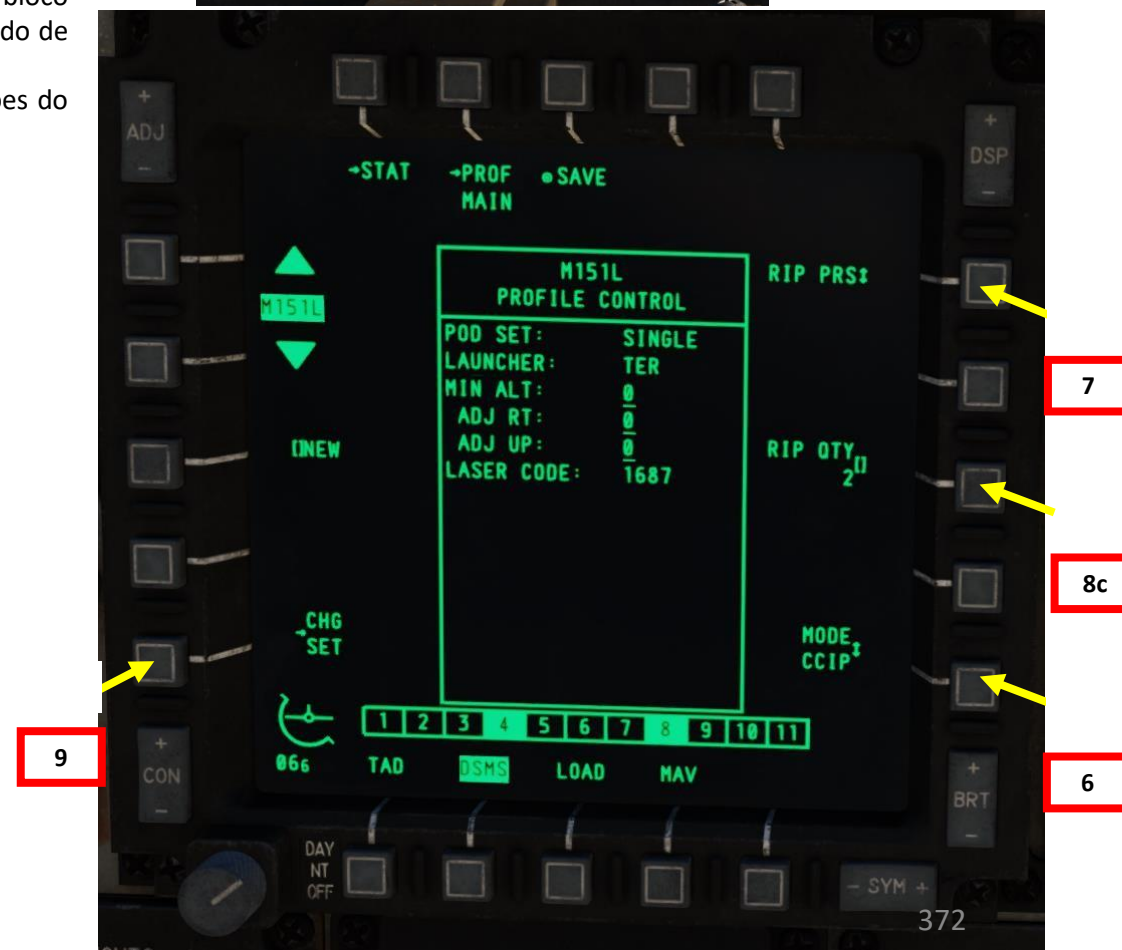 bloco
do de
es do
+
ADJ
-
+
DSP
-
→STAT
→PROF
MAIN
SAVE
M151L
M151L
PROFILE CONTROL
RIP PRS↕
POD SET: SINGLE
LAUNCHER: TER
MIN ALT: 0
ADJ RT: 0
ADJ UP: 0
LASER CODE: 1687
7
[]NEW
RIP QTY
2[]
8c
→CHG
SET
MODE↕
CCIP
1 2 3 4 5 6 7 8 9 10 11
066
TAD DSMS LOAD MAV
9
+
CON
-
+
BRT
-
6
DAY
NT
OFF
- SYM +
372